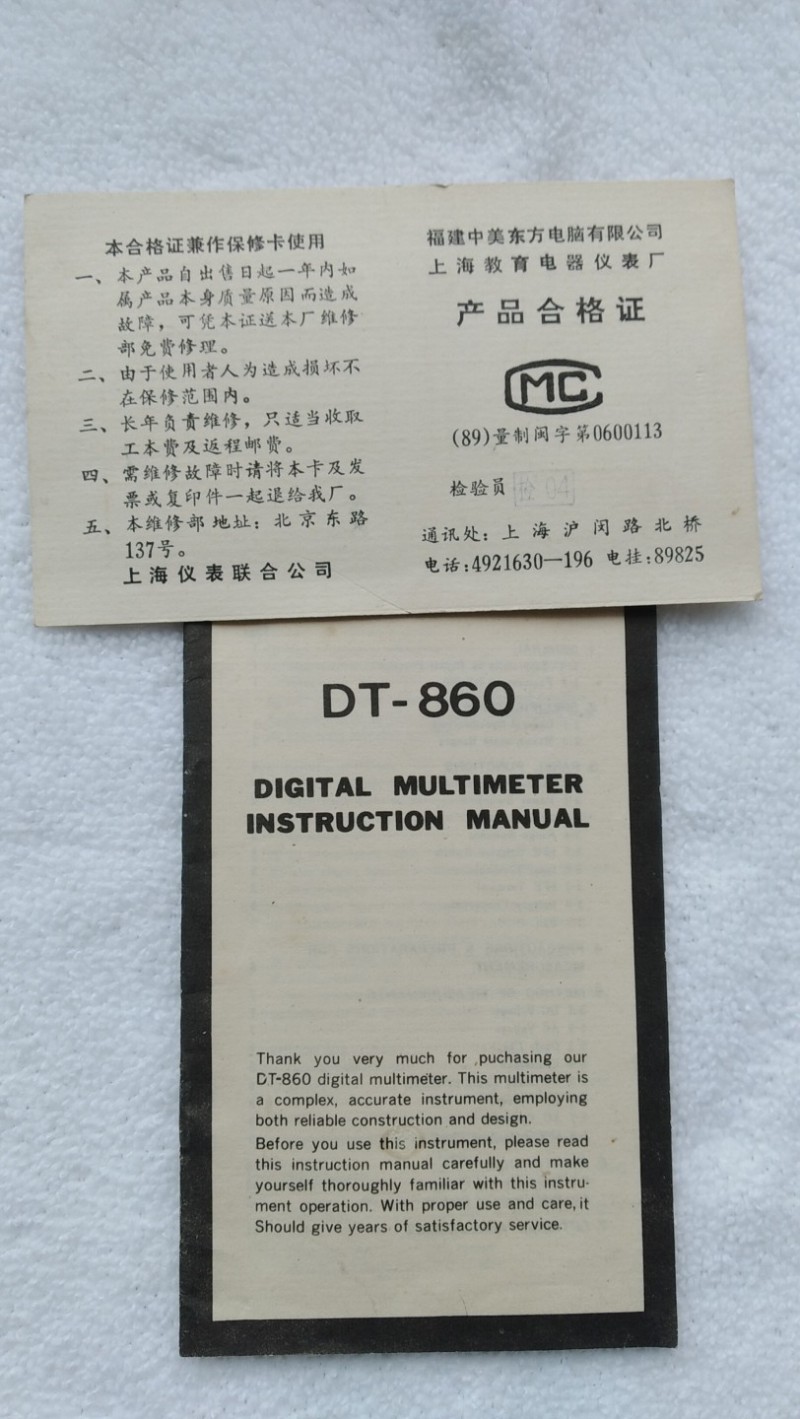 本合格证兼作保修卡使用
一、本产品自出售日起一年内如
属产品本身质量原因而造成
故障，可凭本证送本厂维修
部免费修理。
二、由于使用者人为造成损坏不
在保修范围内。
三、长年负责维修，只适当收取
工本费及返程邮费。
四、需维修故障时请将本卡及发
票或复印件一起退给我厂。
五、本维修部地址：北京东路
137号。
上海仪表联合公司
福建中美东方电脑有限公司
上海教育电器仪表厂
产品合格证
MC
(89)量制闽字第0600113
检验员
通讯处：上海沪闵路北桥
电话:4921630—196 电挂:89825
DT-860
DIGITAL MULTIMETER
INSTRUCTION MANUAL
Thank you very much for puchasing our
DT-860 digital multimeter. This multimeter is
a complex, accurate instrument, employing
both reliable construction and design.
Before you use this instrument, please read
this instruction manual carefully and make
yourself thoroughly familiar with this instru-
ment operation. With proper use and care, it
Should give years of satisfactory service.